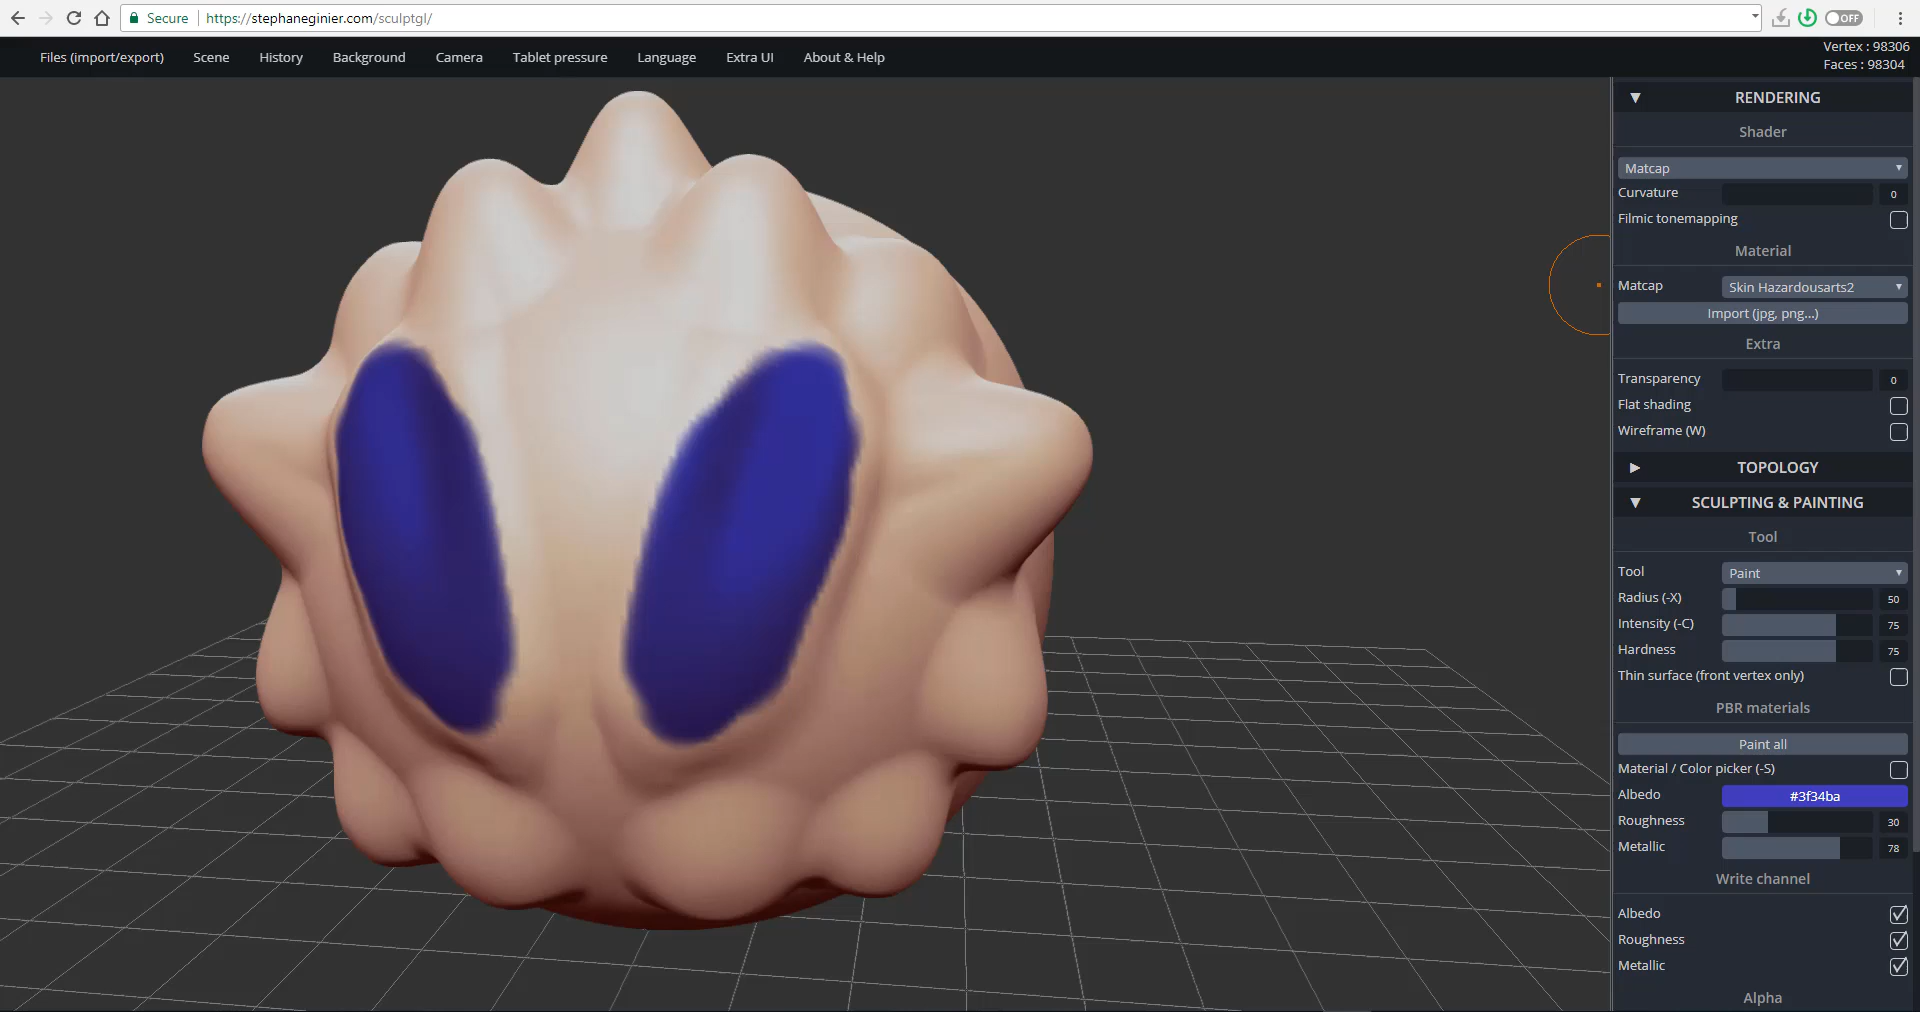 Secure https://stephaneginier.com/sculptgl/
OFF
Files (import/export) Scene History Background Camera Tablet pressure Language Extra UI About & Help
Vertex : 98306
Faces : 98304
RENDERING
Shader
Matcap
Curvature 0
Filmic tonemapping
Material
Matcap Skin Hazardousarts2
Import (jpg, png...)
Extra
Transparency 0
Flat shading
Wireframe (W)
TOPOLOGY
SCULPTING & PAINTING
Tool
Tool Paint
Radius (-X) 50
Intensity (-C) 75
Hardness 75
Thin surface (front vertex only)
PBR materials
Paint all
Material / Color picker (-S)
Albedo #3f34ba
Roughness 30
Metallic 78
Write channel
Albedo
Roughness
Metallic
Alpha